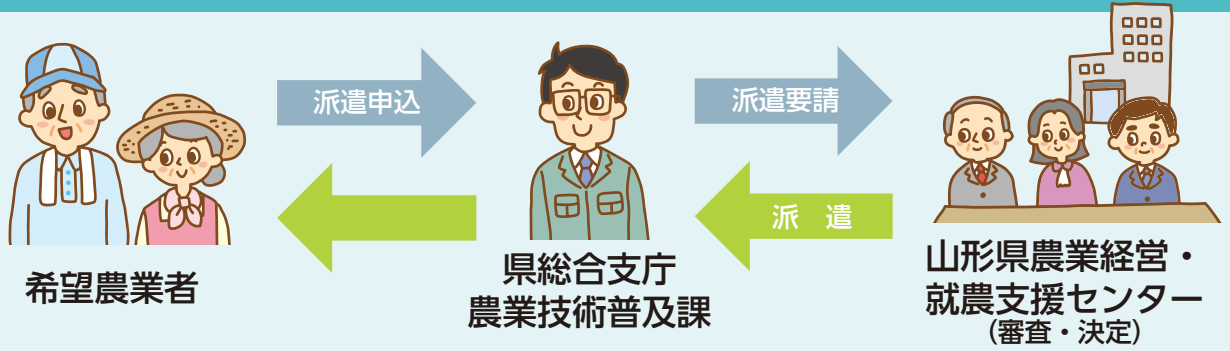 派遣申込
派遣要請
派　遣
希望農業者
県総合支庁
農業技術普及課
山形県農業経営・
就農支援センター
（審査・決定）